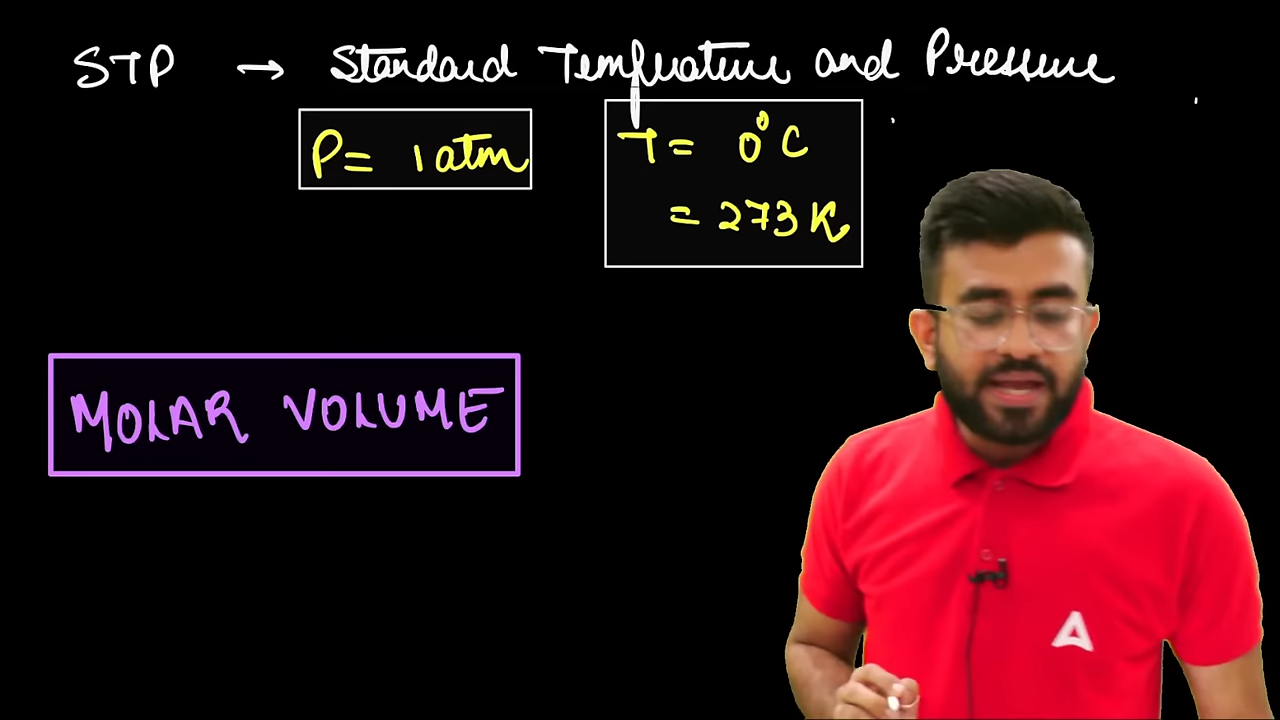 STP → Standard Temperature and Pressure
P = 1 atm
T = 0°C
= 273 K
MOLAR VOLUME